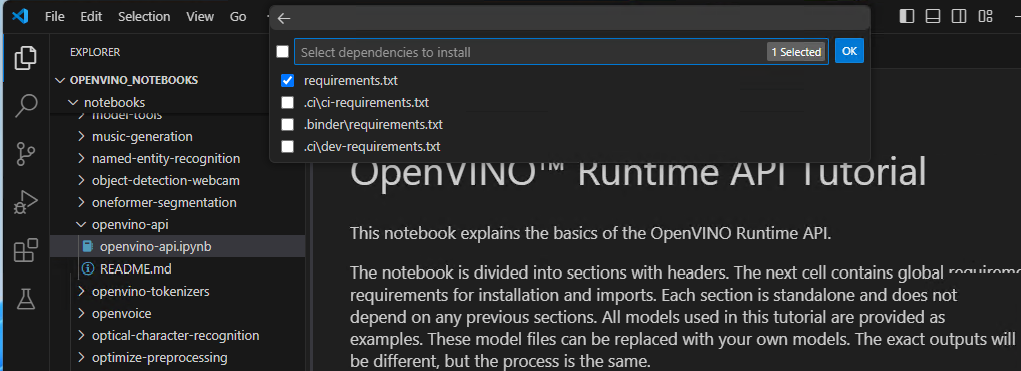 File Edit Selection View Go
EXPLORER
OPENVINO_NOTEBOOKS
notebooks
model-tools
music-generation
named-entity-recognition
object-detection-webcam
oneformer-segmentation
openvino-api
openvino-api.ipynb
README.md
openvino-tokenizers
openvoice
optical-character-recognition
optimize-preprocessing
Select dependencies to install 1 Selected OK
requirements.txt
.ci\ci-requirements.txt
.binder\requirements.txt
.ci\dev-requirements.txt
OpenVINO™ Runtime API Tutorial
This notebook explains the basics of the OpenVINO Runtime API.
The notebook is divided into sections with headers. The next cell contains global
requirements for installation and imports. Each section is standalone and does not
depend on any previous sections. All models used in this tutorial are provided as
examples. These model files can be replaced with your own models. The exact outputs will
be different, but the process is the same.